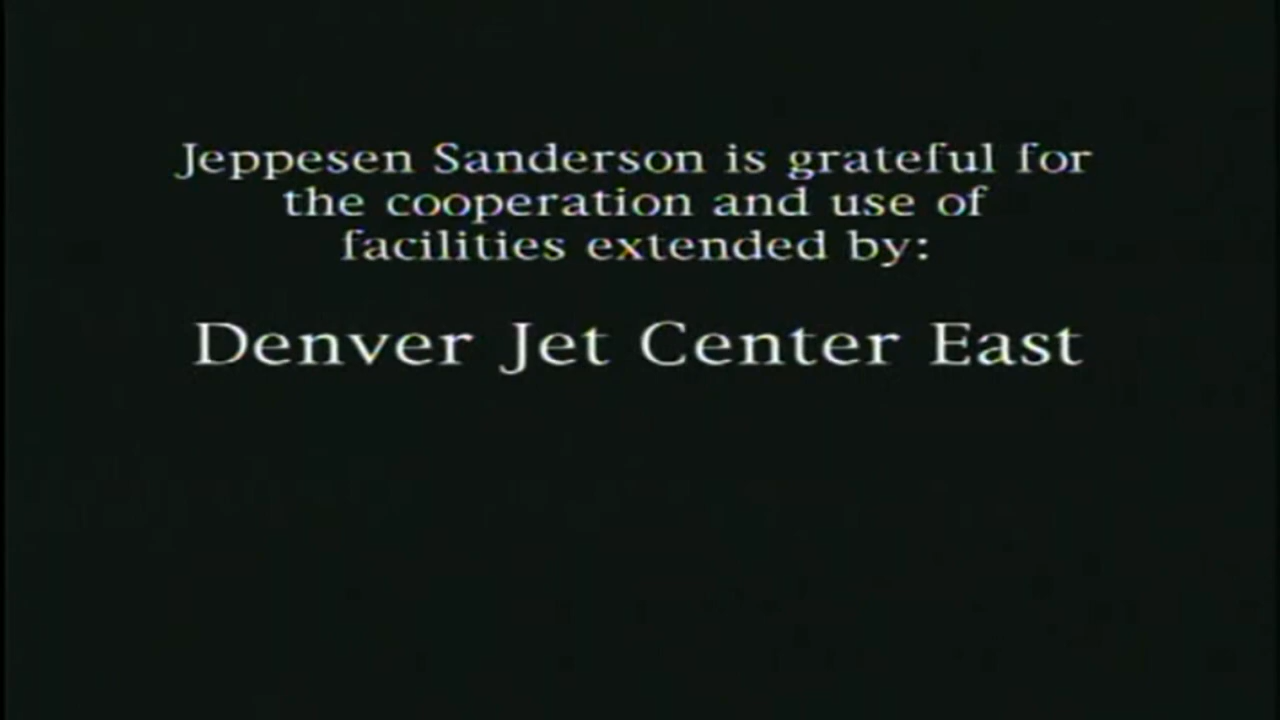 Jeppesen Sanderson is grateful for
the cooperation and use of
facilities extended by:
Denver Jet Center East